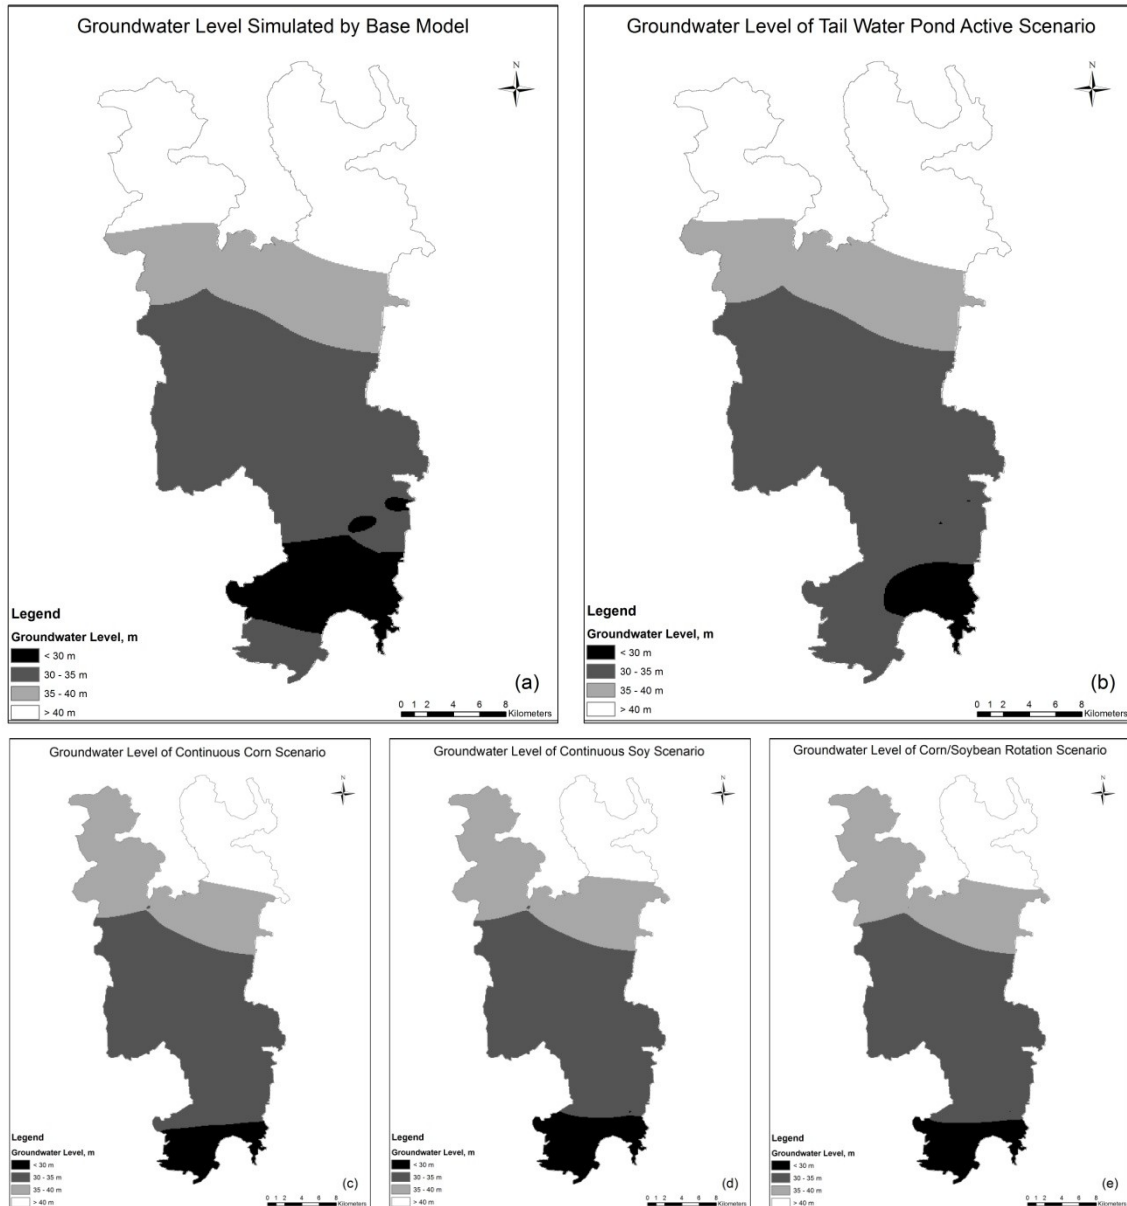 Groundwater Level Simulated by Base Model
N
Legend
Groundwater Level, m
< 30 m
30 - 35 m
35 - 40 m
> 40 m
(a)
0 1 2 4 6 8
Kilometers
Groundwater Level of Tail Water Pond Active Scenario
N
Legend
Groundwater Level, m
< 30 m
30 - 35 m
35 - 40 m
> 40 m
(b)
0 1 2 4 6 8
Kilometers
Groundwater Level of Continuous Corn Scenario
N
Legend
Groundwater Level, m
< 30 m
30 - 35 m
35 - 40 m
> 40 m
(c)
0 1 2 4 6 8
Kilometers
Groundwater Level of Continuous Soy Scenario
N
Legend
Groundwater Level, m
< 30 m
30 - 35 m
35 - 40 m
> 40 m
(d)
0 1 2 4 6 8
Kilometers
Groundwater Level of Corn/Soybean Rotation Scenario
N
Legend
Groundwater Level, m
< 30 m
30 - 35 m
35 - 40 m
> 40 m
(e)
0 1 2 4 6 8
Kilometers